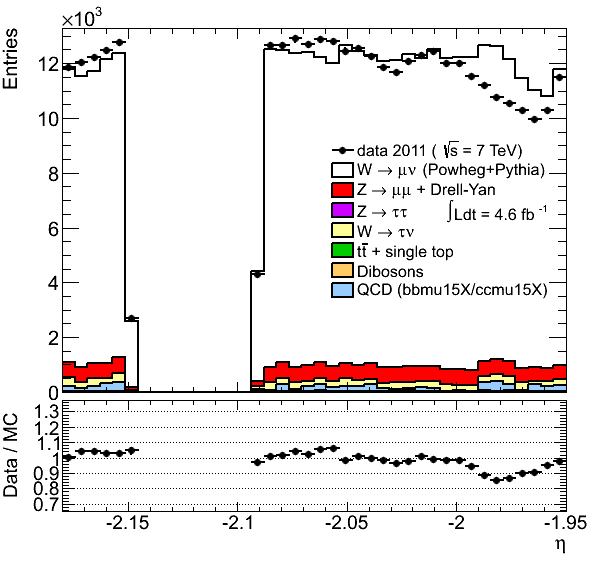 ×10³
Entries
12
10
8
6
4
2
0
data 2011 ( √s = 7 TeV)
W → μν (Powheg+Pythia)
Z → μμ + Drell-Yan
Z → ττ ∫Ldt = 4.6 fb⁻¹
W → τν
tt̄ + single top
Dibosons
QCD (bbmu15X/ccmu15X)
Data / MC
1.3
1.2
1.1
1
0.9
0.8
0.7
-2.15 -2.1 -2.05 -2 -1.95
η